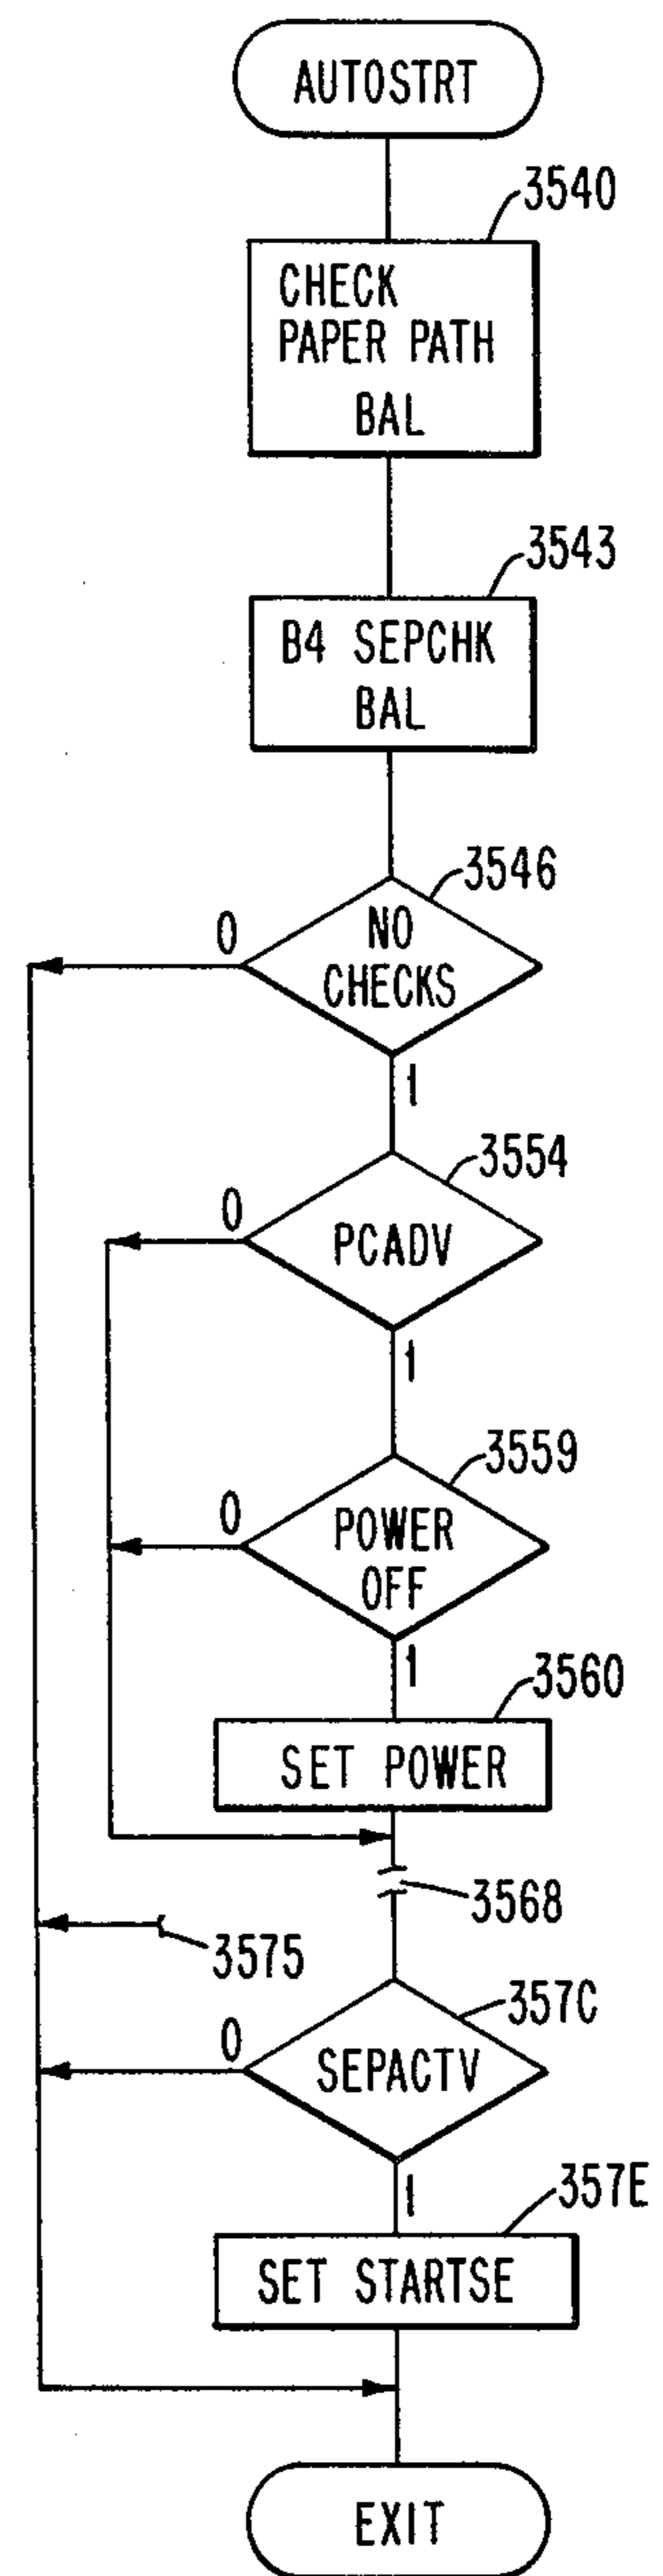 AUTOSTRT
3540
CHECK
PAPER PATH
BAL
3543
B4 SEPCHK
BAL
3546
0
NO
CHECKS
1
3554
0
PCADV
1
3559
0
POWER
OFF
1
3560
SET POWER
3568
3575
357C
0
SEPACTV
1
357E
SET STARTSE
EXIT